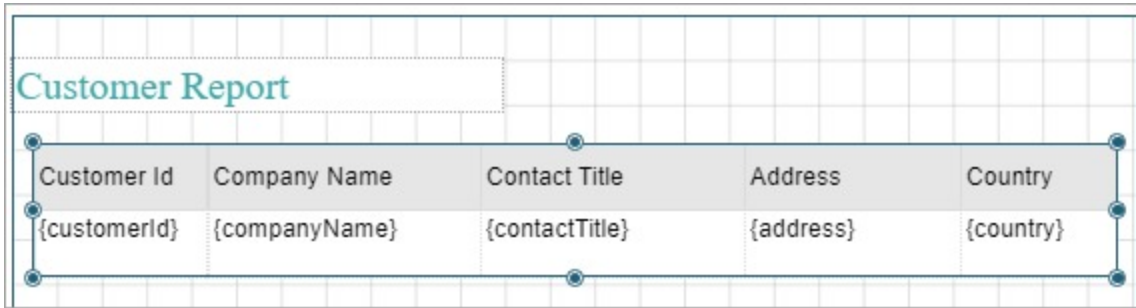 Customer Report
Customer Id Company Name Contact Title Address Country
{customerId} {companyName} {contactTitle} {address} {country}